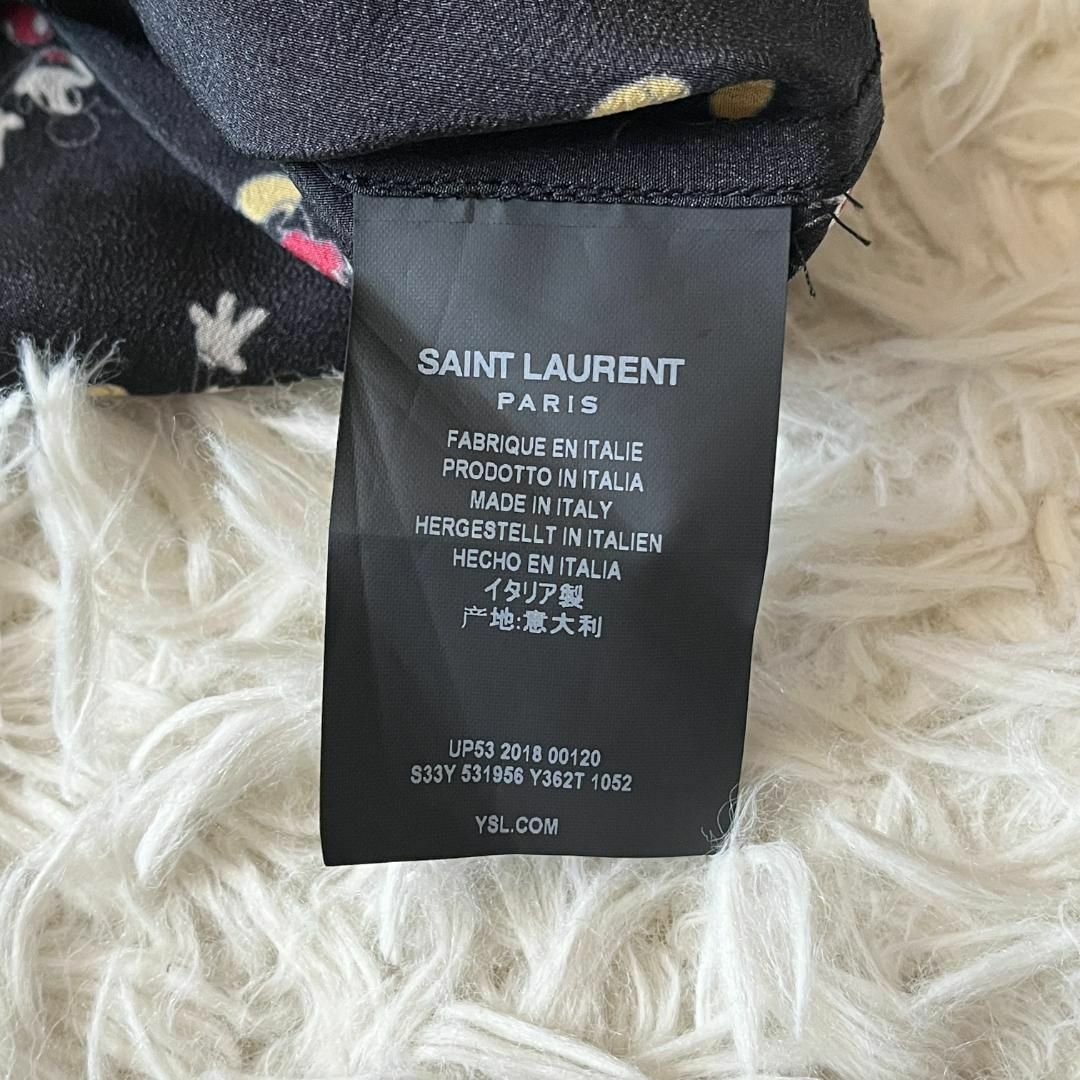 SAINT LAURENT
PARIS
FABRIQUE EN ITALIE
PRODOTTO IN ITALIA
MADE IN ITALY
HERGESTELLT IN ITALIEN
HECHO EN ITALIA
イタリア製
产地:意大利
UP53 2018 00120
S33Y 531956 Y362T 1052
YSL.COM